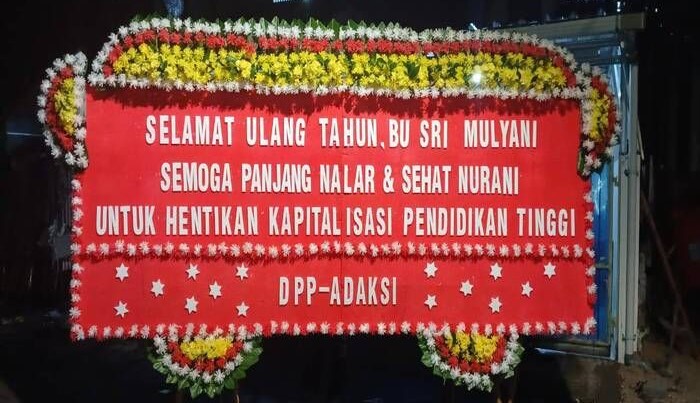 SELAMAT ULANG TAHUN, BU SRI MULYANI
SEMOGA PANJANG NALAR & SEHAT NURANI
UNTUK HENTIKAN KAPITALISASI PENDIDIKAN TINGGI
DPP-ADAKSI